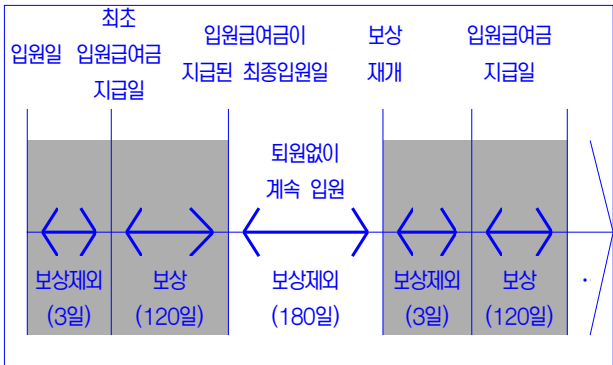 입원일
최초
입원급여금
지급일
입원급여금이
지급된 최종입원일
보상
재개
입원급여금
지급일
퇴원없이
계속 입원
보상제외
(3일)
보상
(120일)
보상제외
(180일)
보상제외
(3일)
보상
(120일)